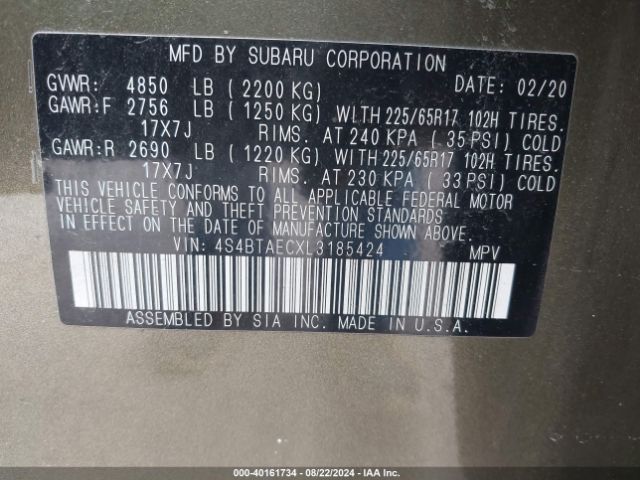 MFD BY SUBARU CORPORATION
GVWR: 4850 LB ( 2200 KG) DATE: 02/20
GAWR:F 2756 LB ( 1250 KG) WITH 225/65R17 102H TIRES.
17X7J RIMS. AT 240 KPA ( 35 PSI) COLD
GAWR:R 2690 LB ( 1220 KG) WITH 225/65R17 102H TIRES.
17X7J RIMS. AT 230 KPA ( 33 PSI) COLD
THIS VEHICLE CONFORMS TO ALL APPLICABLE FEDERAL MOTOR
VEHICLE SAFETY AND THEFT PREVENTION STANDARDS
IN EFFECT ON THE DATE OF MANUFACTURE SHOWN ABOVE.
VIN: 4S4BTAECXL3185424 MPV
ASSEMBLED BY SIA INC. MADE IN U.S.A.
000-40161734 - 08/22/2024 - IAA Inc.